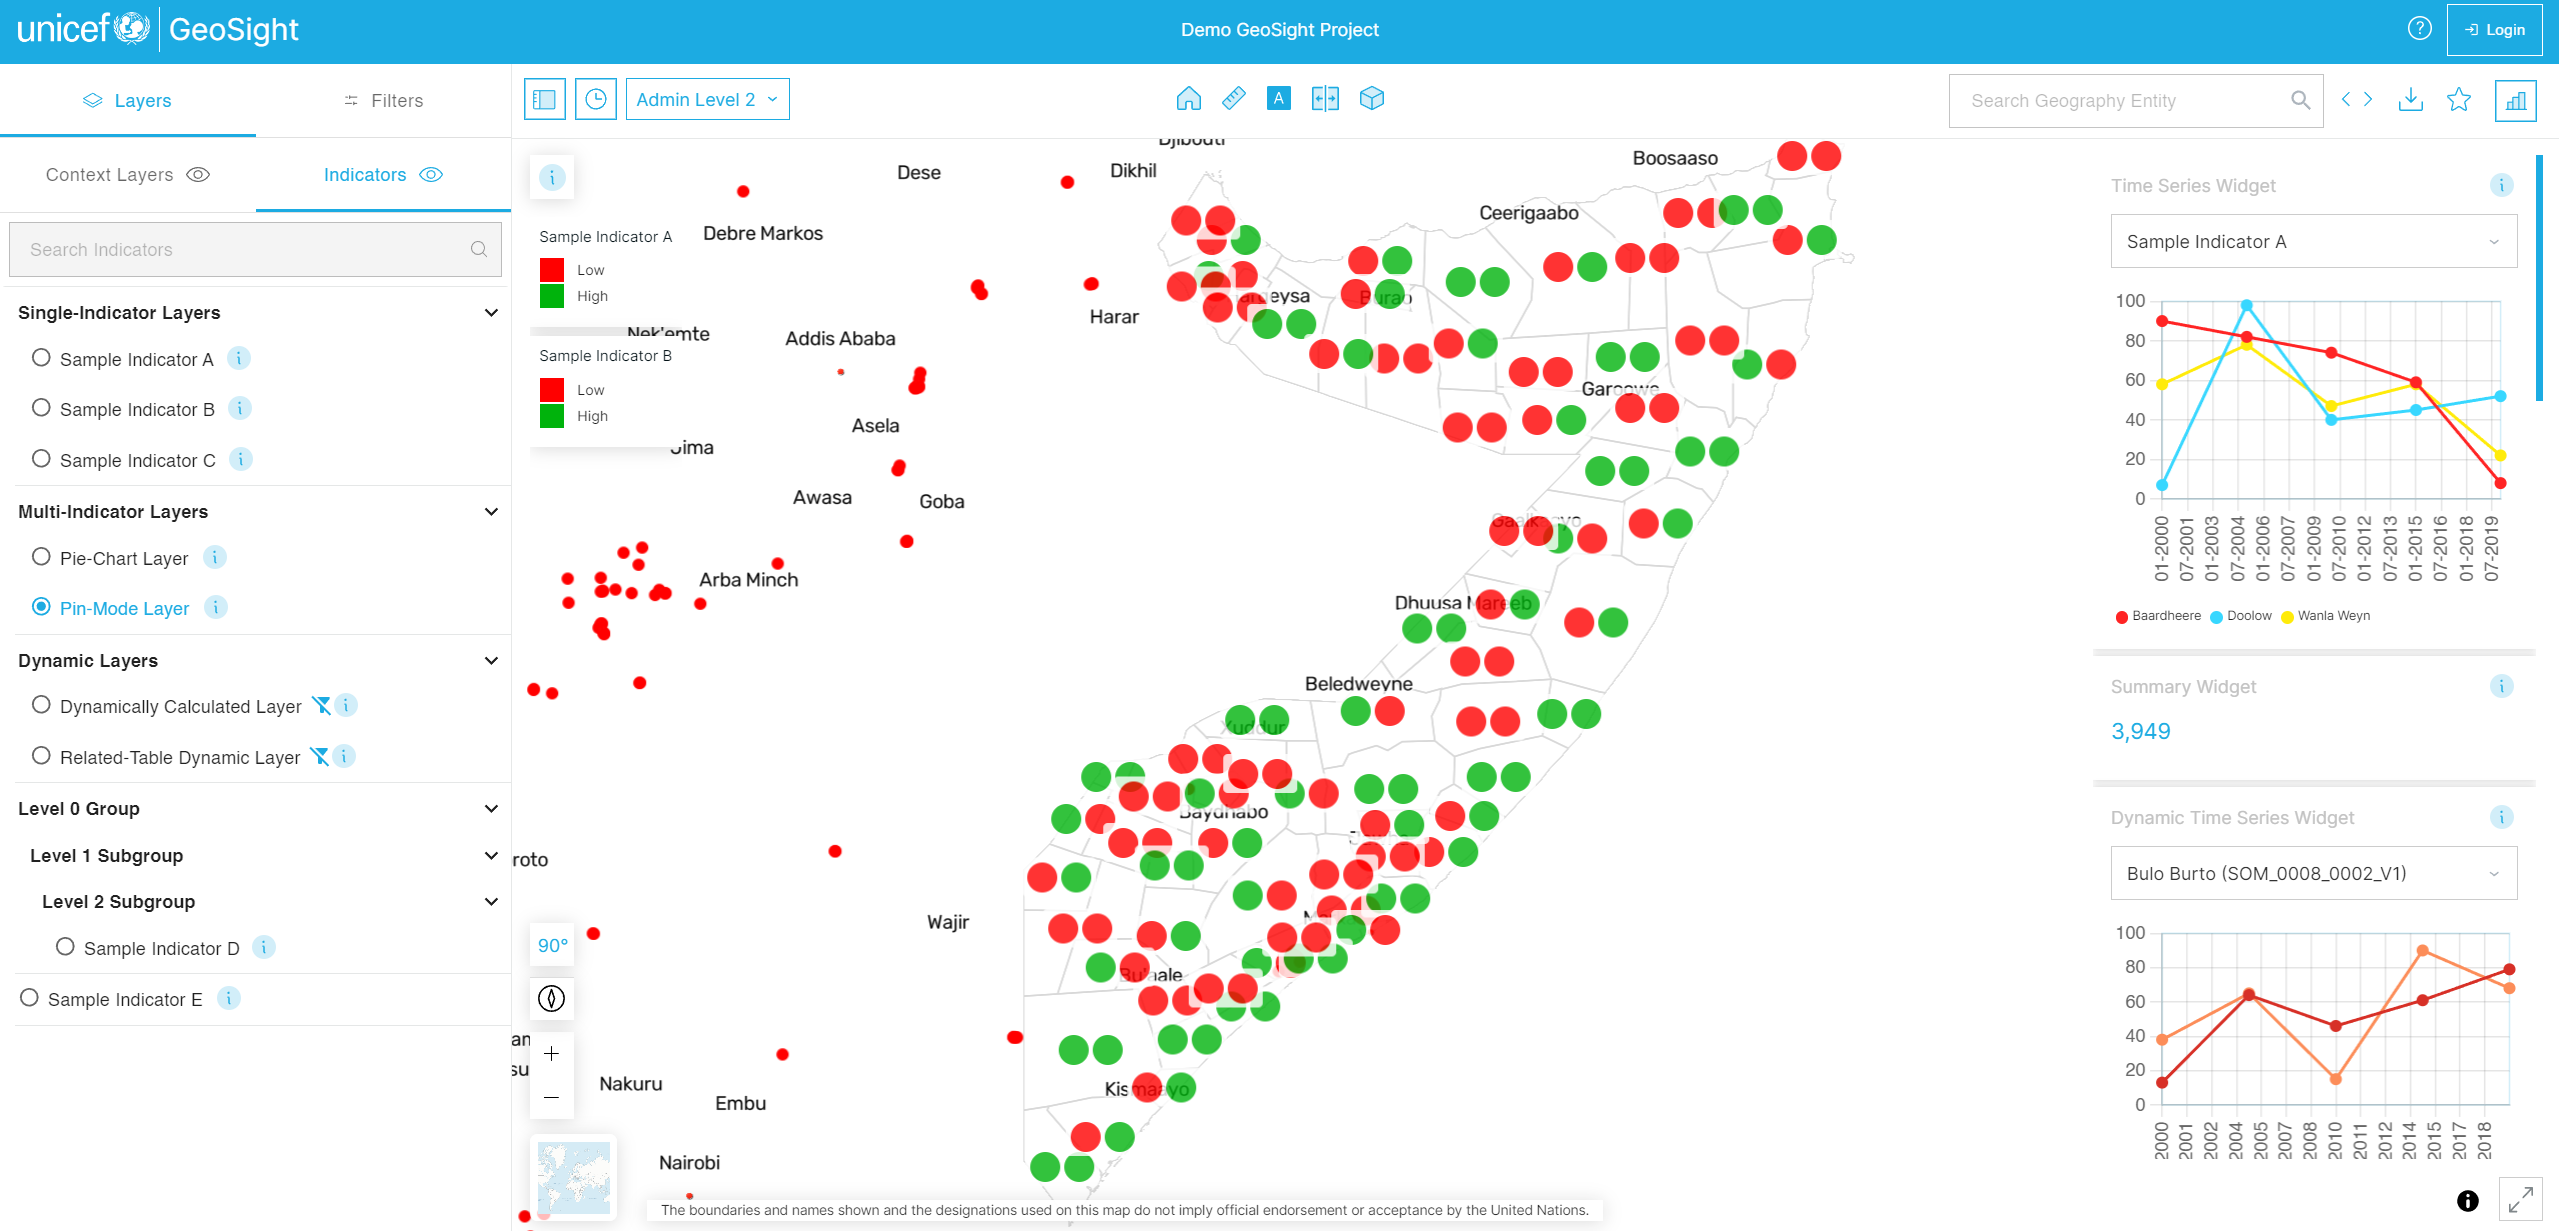 unicef GeoSight
Demo GeoSight Project
Login
Layers
Filters
Context Layers
Indicators
Search Indicators
Single-Indicator Layers
Sample Indicator A
Sample Indicator B
Sample Indicator C
Multi-Indicator Layers
Pie-Chart Layer
Pin-Mode Layer
Dynamic Layers
Dynamically Calculated Layer
Related-Table Dynamic Layer
Level 0 Group
Level 1 Subgroup
Level 2 Subgroup
Sample Indicator D
Sample Indicator E
Admin Level 2
A
Search Geography Entity
Sample Indicator A
Low
High
Sample Indicator B
Low
High
90°
Djibouti
Dese
Dikhil
Boosaaso
Debre Markos
Ceerigaabo
Harar
Nek'emte
Addis Ababa
Garoowe
Asela
Awasa
Goba
Arba Minch
Dhuusa Mareeb
Beledweyne
Xuddur
Baydhabo
roto
Wajir
Bu'aale
Nakuru
Embu
Kismaayo
Nairobi
The boundaries and names shown and the designations used on this map do not imply official endorsement or acceptance by the United Nations.
Time Series Widget
Sample Indicator A
100
80
60
40
20
0
01-2000
07-2001
01-2003
07-2004
01-2006
07-2007
01-2009
07-2010
01-2012
07-2013
01-2015
07-2016
01-2018
07-2019
Baardheere Doolow Wanla Weyn
Summary Widget
3,949
Dynamic Time Series Widget
Bulo Burto (SOM_0008_0002_V1)
100
80
60
40
20
0
2000
2001
2002
2004
2005
2007
2008
2010
2011
2012
2014
2015
2017
2018